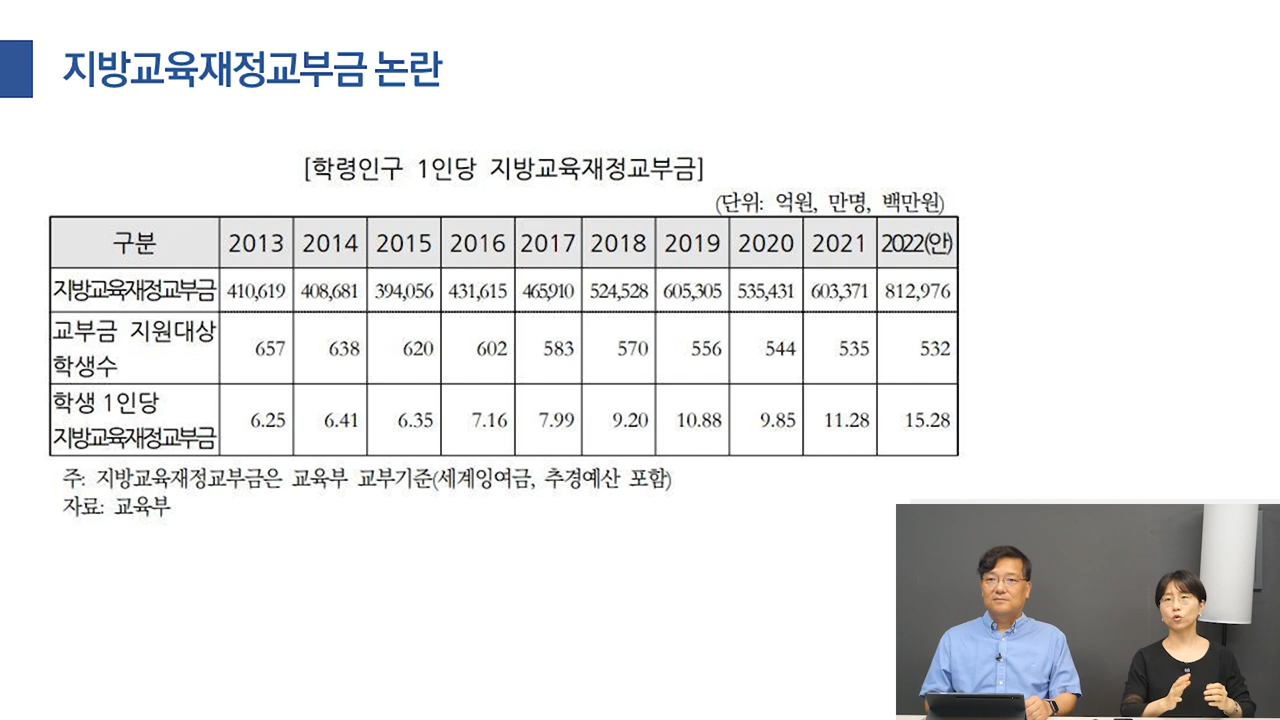 지방교육재정교부금 논란
[학령인구 1인당 지방교육재정교부금]
(단위: 억원, 만명, 백만원)
구분 2013 2014 2015 2016 2017 2018 2019 2020 2021 2022(안)
지방교육재정교부금 410,619 408,681 394,056 431,615 465,910 524,528 605,305 535,431 603,371 812,976
교부금 지원대상
학생수 657 638 620 602 583 570 556 544 535 532
학생 1인당
지방교육재정교부금 6.25 6.41 6.35 7.16 7.99 9.20 10.88 9.85 11.28 15.28
주: 지방교육재정교부금은 교육부 교부기준(세계잉여금, 추경예산 포함)
자료: 교육부